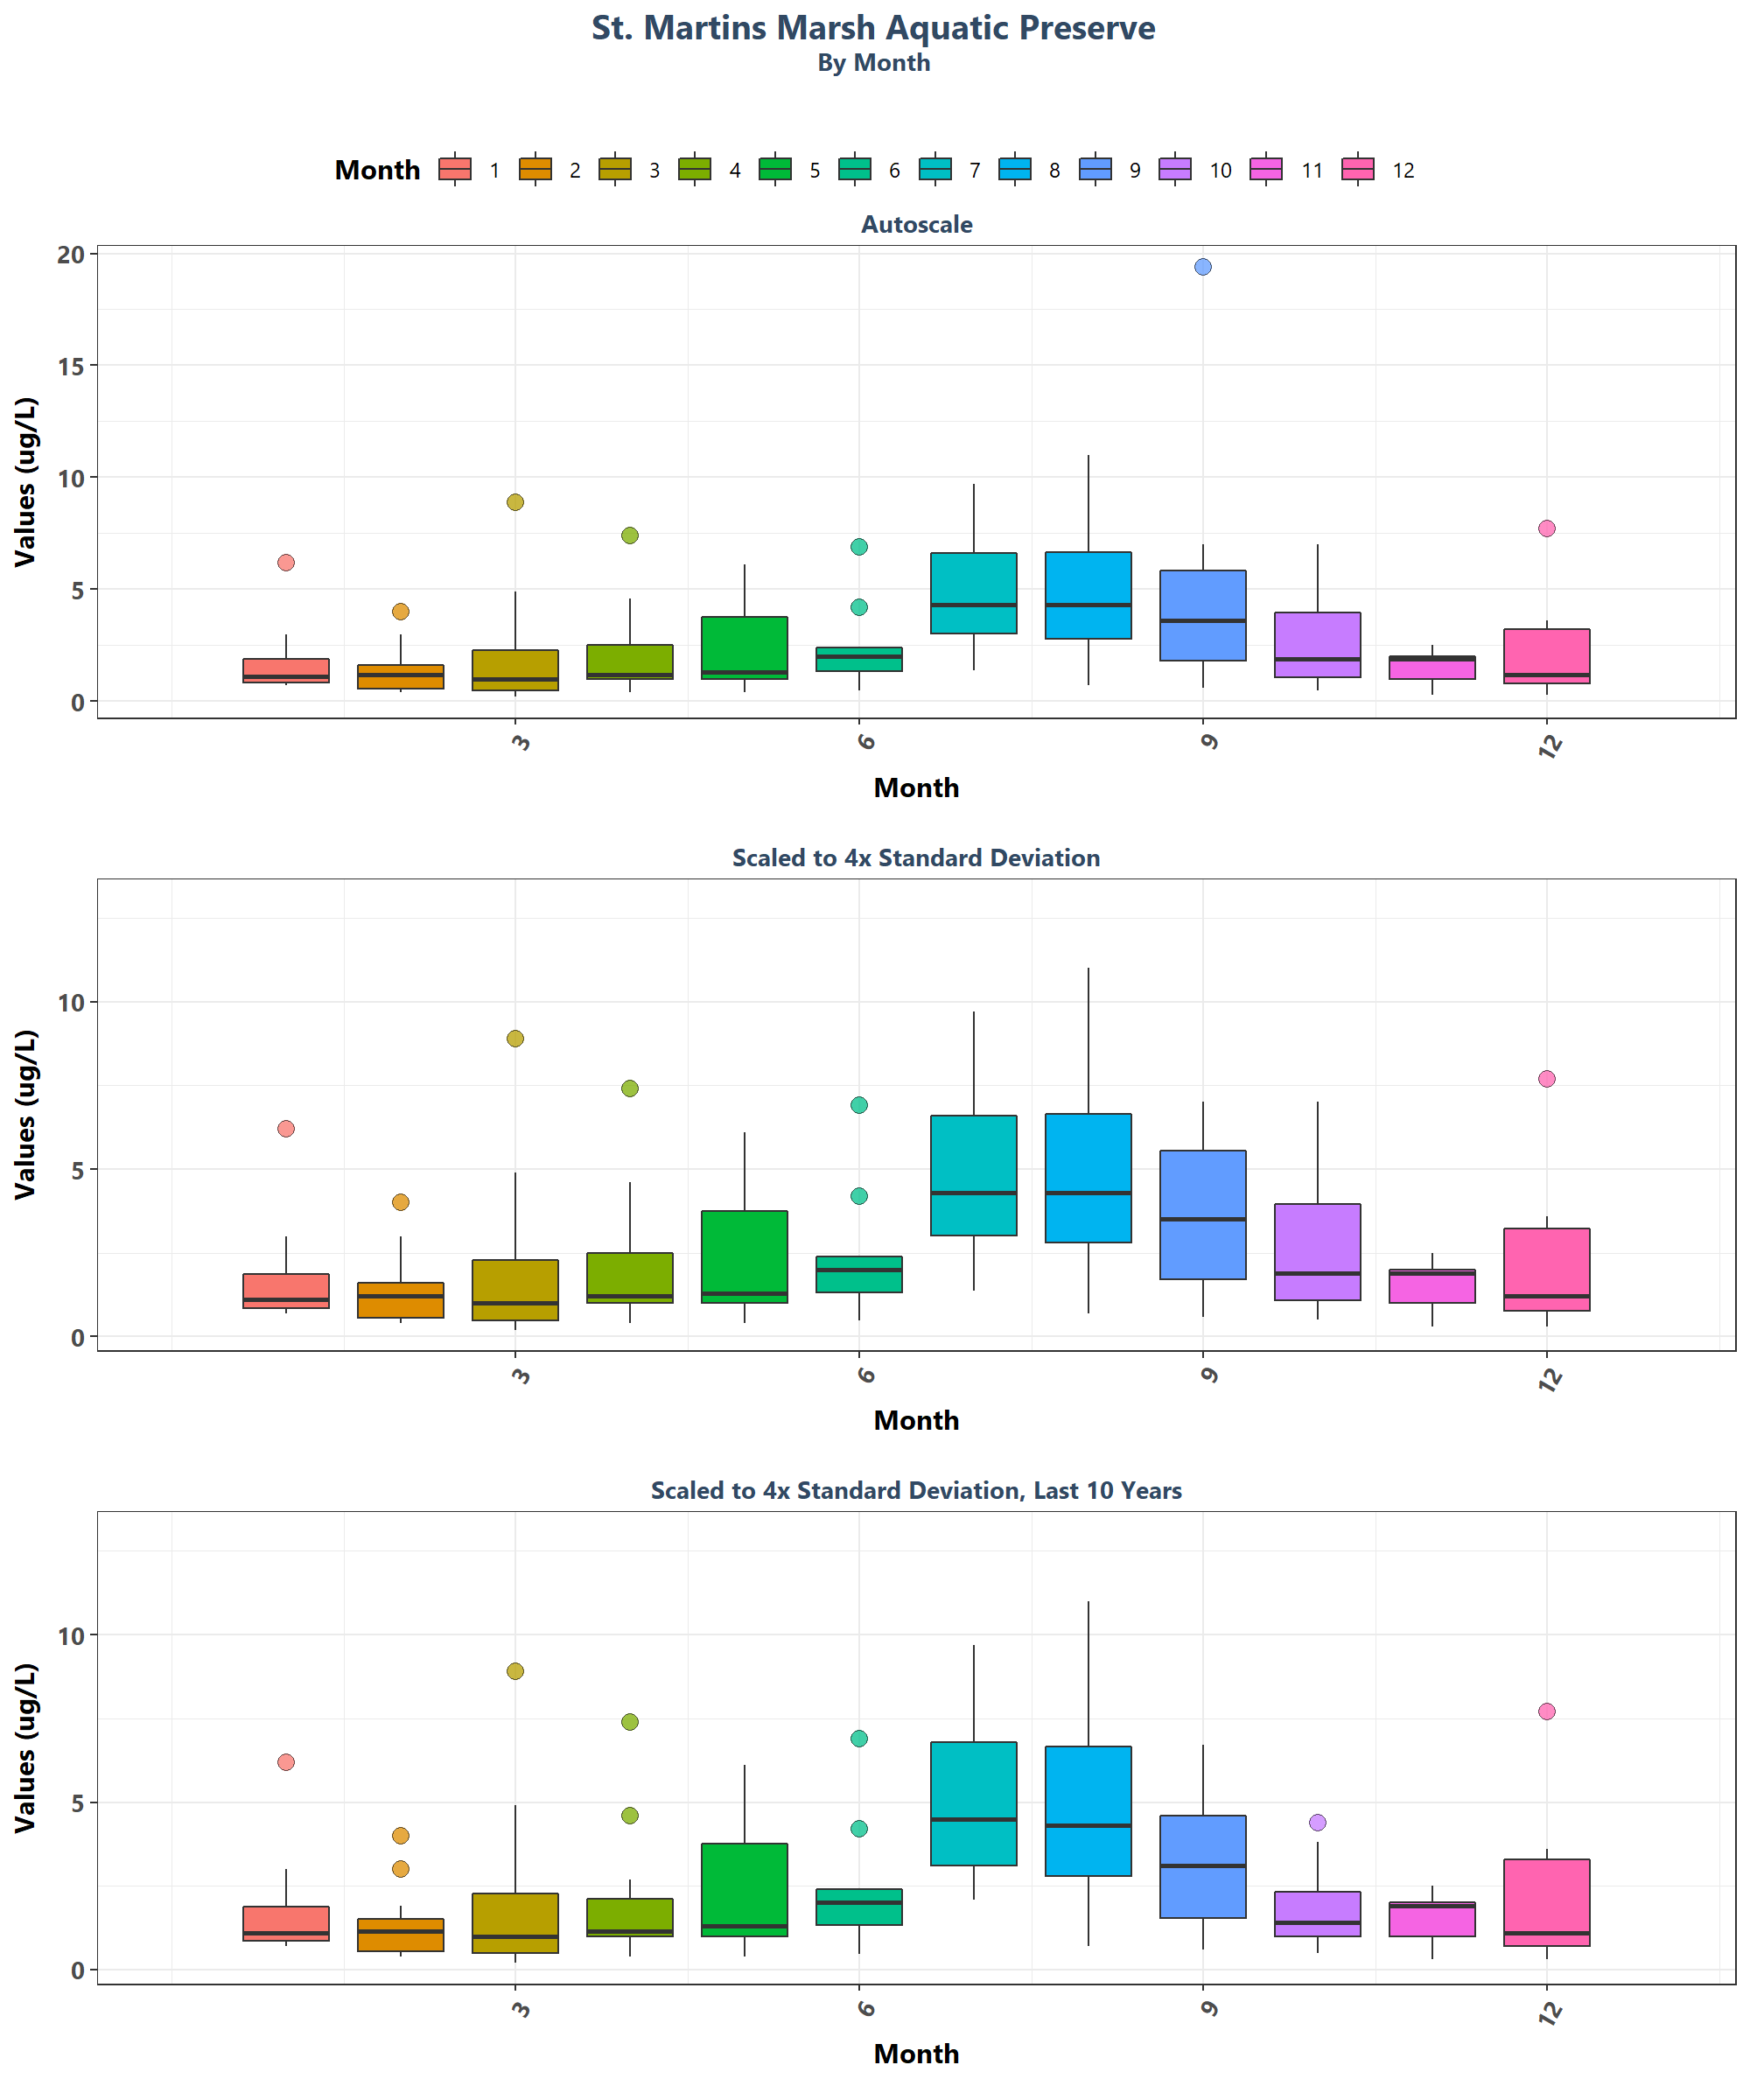 St. Martins Marsh Aquatic Preserve
By Month
Month 1 2 3 4 5 6 7 8 9 10 11 12
Autoscale
Values (ug/L)
20
15
10
5
0
3 6 9 12
Month
Scaled to 4x Standard Deviation
Values (ug/L)
10
5
0
3 6 9 12
Month
Scaled to 4x Standard Deviation, Last 10 Years
Values (ug/L)
10
5
0
3 6 9 12
Month